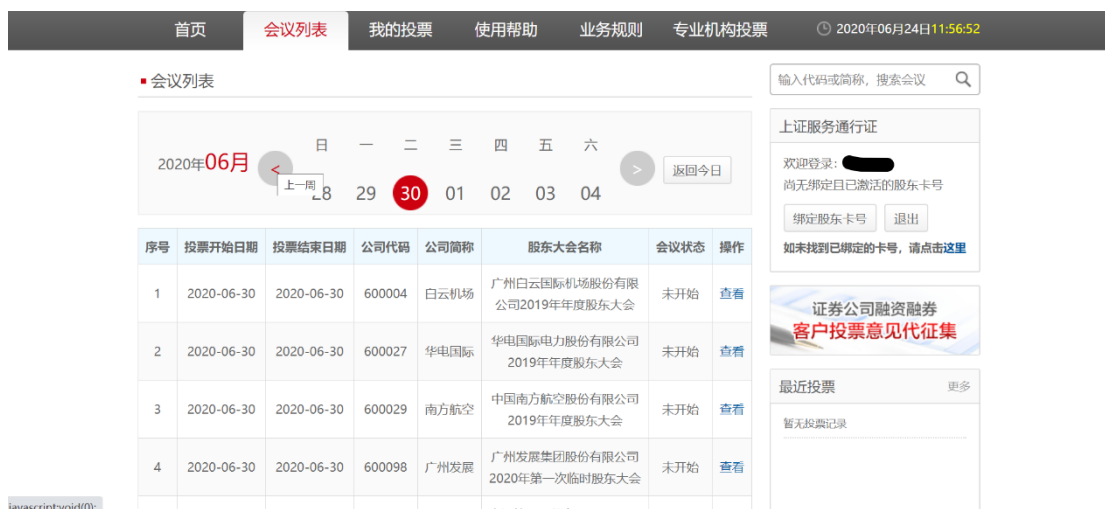 首页 会议列表 我的投票 使用帮助 业务规则 专业机构投票 2020年06月24日11:56:52
会议列表
输入代码或简称，搜索会议
2020年06月
<
日 一 二 三 四 五 六
上一周
28 29 30 01 02 03 04
>
返回今日
序号 投票开始日期 投票结束日期 公司代码 公司简称 股东大会名称 会议状态 操作
1 2020-06-30 2020-06-30 600004 白云机场 广州白云国际机场股份有限
公司2019年年度股东大会 未开始 查看
2 2020-06-30 2020-06-30 600027 华电国际 华电国际电力股份有限公司
2019年年度股东大会 未开始 查看
3 2020-06-30 2020-06-30 600029 南方航空 中国南方航空股份有限公司
2019年年度股东大会 未开始 查看
4 2020-06-30 2020-06-30 600098 广州发展 广州发展集团股份有限公司
2020年第一次临时股东大会 未开始 查看
上证服务通行证
欢迎登录：
尚无绑定且已激活的股东卡号
绑定股东卡号 退出
如未找到已绑定的卡号，请点击这里
证券公司融资融券
客户投票意见代征集
最近投票 更多
暂无投票记录
javascript:void(0);